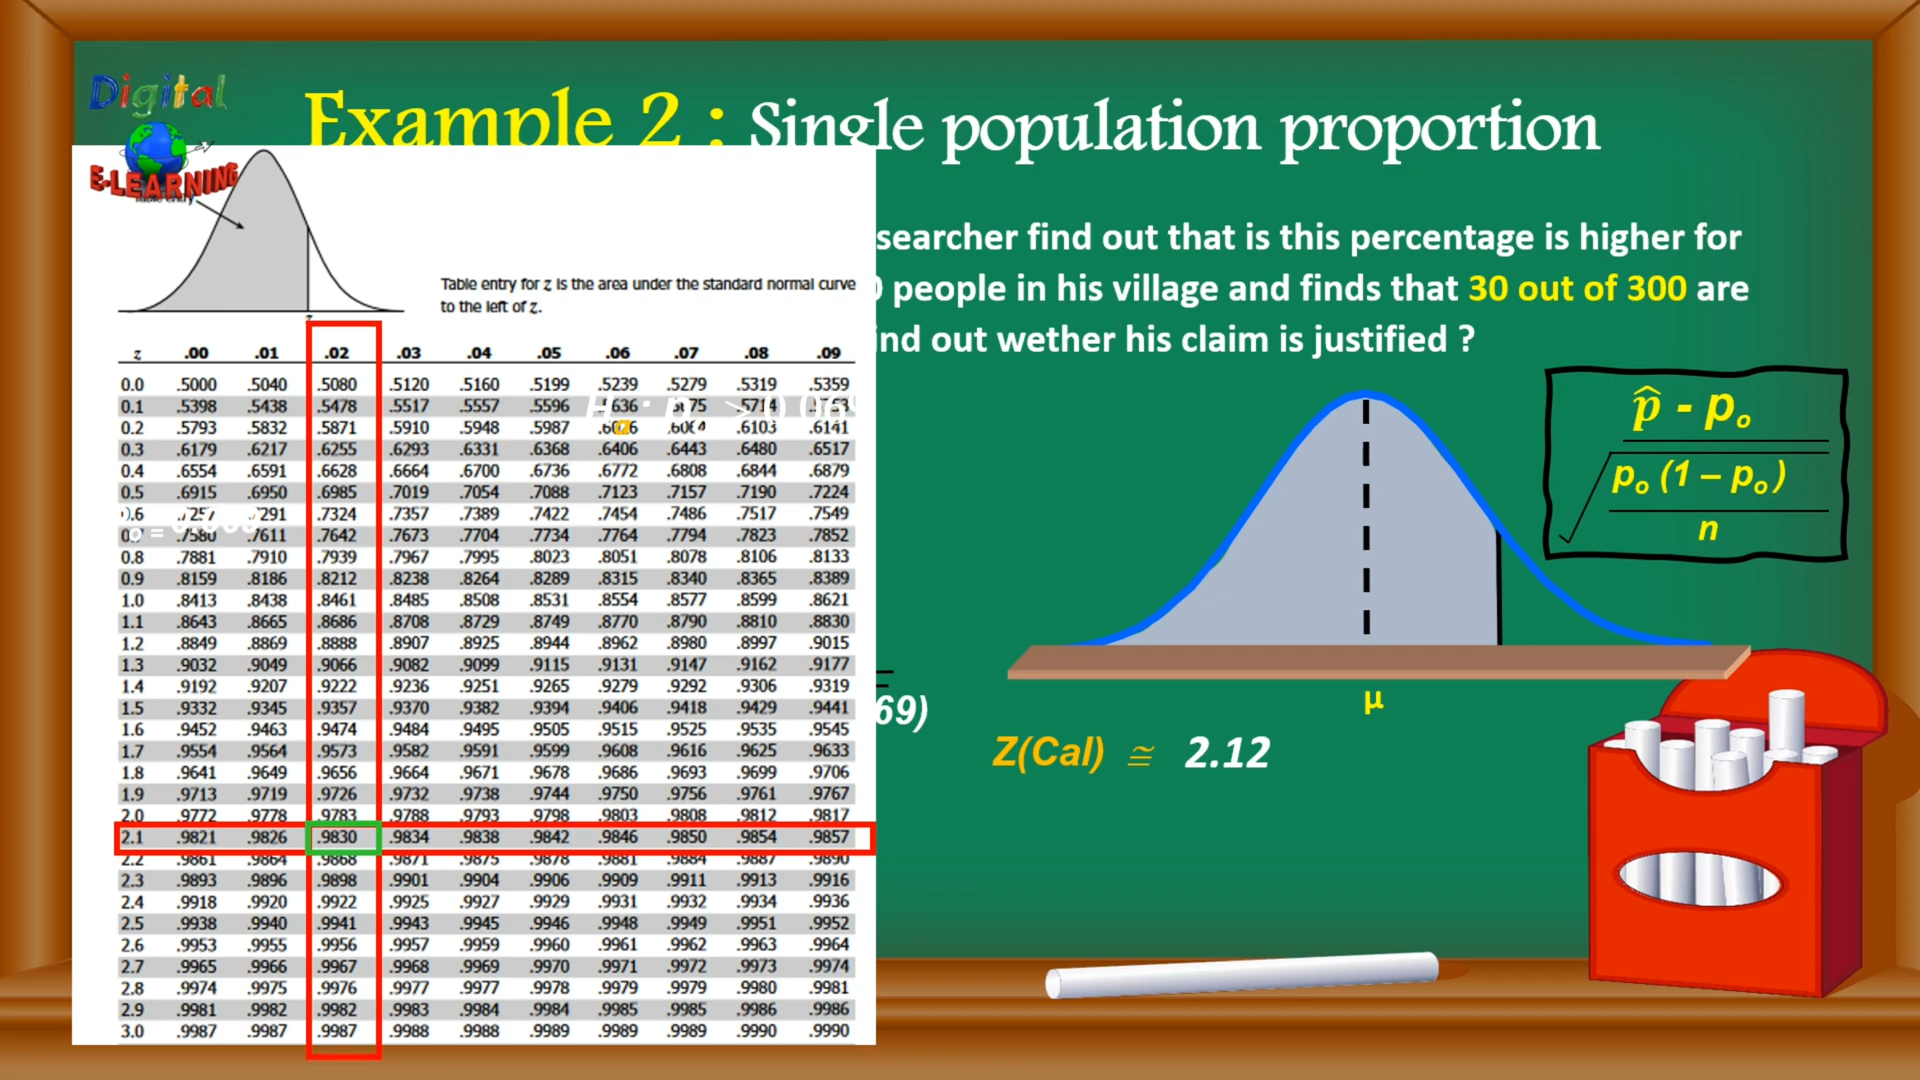 Digital
E-LEARNING
Example 2 : Single population proportion
searcher find out that is this percentage is higher for
people in his village and finds that 30 out of 300 are
ind out wether his claim is justified ?
Table entry for z is the area under the standard normal curve
to the left of z.
z
z .00 .01 .02 .03 .04 .05 .06 .07 .08 .09
0.0 .5000 .5040 .5080 .5120 .5160 .5199 .5239 .5279 .5319 .5359
0.1 .5398 .5438 .5478 .5517 .5557 .5596
0.2 .5793 .5832 .5871 .5910 .5948 .5987 .6103 .6141
0.3 .6179 .6217 .6255 .6293 .6331 .6368 .6406 .6443 .6480 .6517
0.4 .6554 .6591 .6628 .6664 .6700 .6736 .6772 .6808 .6844 .6879
0.5 .6915 .6950 .6985 .7019 .7054 .7088 .7123 .7157 .7190 .7224
.7324 .7357 .7389 .7422 .7454 .7486 .7517 .7549
.7580 .7611 .7642 .7673 .7704 .7734 .7764 .7794 .7823 .7852
0.8 .7881 .7910 .7939 .7967 .7995 .8023 .8051 .8078 .8106 .8133
0.9 .8159 .8186 .8212 .8238 .8264 .8289 .8315 .8340 .8365 .8389
1.0 .8413 .8438 .8461 .8485 .8508 .8531 .8554 .8577 .8599 .8621
1.1 .8643 .8665 .8686 .8708 .8729 .8749 .8770 .8790 .8810 .8830
1.2 .8849 .8869 .8888 .8907 .8925 .8944 .8962 .8980 .8997 .9015
1.3 .9032 .9049 .9066 .9082 .9099 .9115 .9131 .9147 .9162 .9177
1.4 .9192 .9207 .9222 .9236 .9251 .9265 .9279 .9292 .9306 .9319
1.5 .9332 .9345 .9357 .9370 .9382 .9394 .9406 .9418 .9429 .9441
1.6 .9452 .9463 .9474 .9484 .9495 .9505 .9515 .9525 .9535 .9545
1.7 .9554 .9564 .9573 .9582 .9591 .9599 .9608 .9616 .9625 .9633
1.8 .9641 .9649 .9656 .9664 .9671 .9678 .9686 .9693 .9699 .9706
1.9 .9713 .9719 .9726 .9732 .9738 .9744 .9750 .9756 .9761 .9767
2.0 .9772 .9778 .9783 .9788 .9793 .9798 .9803 .9808 .9812 .9817
2.1 .9821 .9826 .9830 .9834 .9838 .9842 .9846 .9850 .9854 .9857
2.2 .9861 .9864 .9868 .9871 .9875 .9878 .9881 .9884 .9887 .9890
2.3 .9893 .9896 .9898 .9901 .9904 .9906 .9909 .9911 .9913 .9916
2.4 .9918 .9920 .9922 .9925 .9927 .9929 .9931 .9932 .9934 .9936
2.5 .9938 .9940 .9941 .9943 .9945 .9946 .9948 .9949 .9951 .9952
2.6 .9953 .9955 .9956 .9957 .9959 .9960 .9961 .9962 .9963 .9964
2.7 .9965 .9966 .9967 .9968 .9969 .9970 .9971 .9972 .9973 .9974
2.8 .9974 .9975 .9976 .9977 .9977 .9978 .9979 .9979 .9980 .9981
2.9 .9981 .9982 .9982 .9983 .9984 .9984 .9985 .9985 .9986 .9986
3.0 .9987 .9987 .9987 .9988 .9988 .9989 .9989 .9989 .9990 .9990
p̂ - pₒ
pₒ (1 – pₒ)
n
μ
69)
Z(Cal) ≅ 2.12